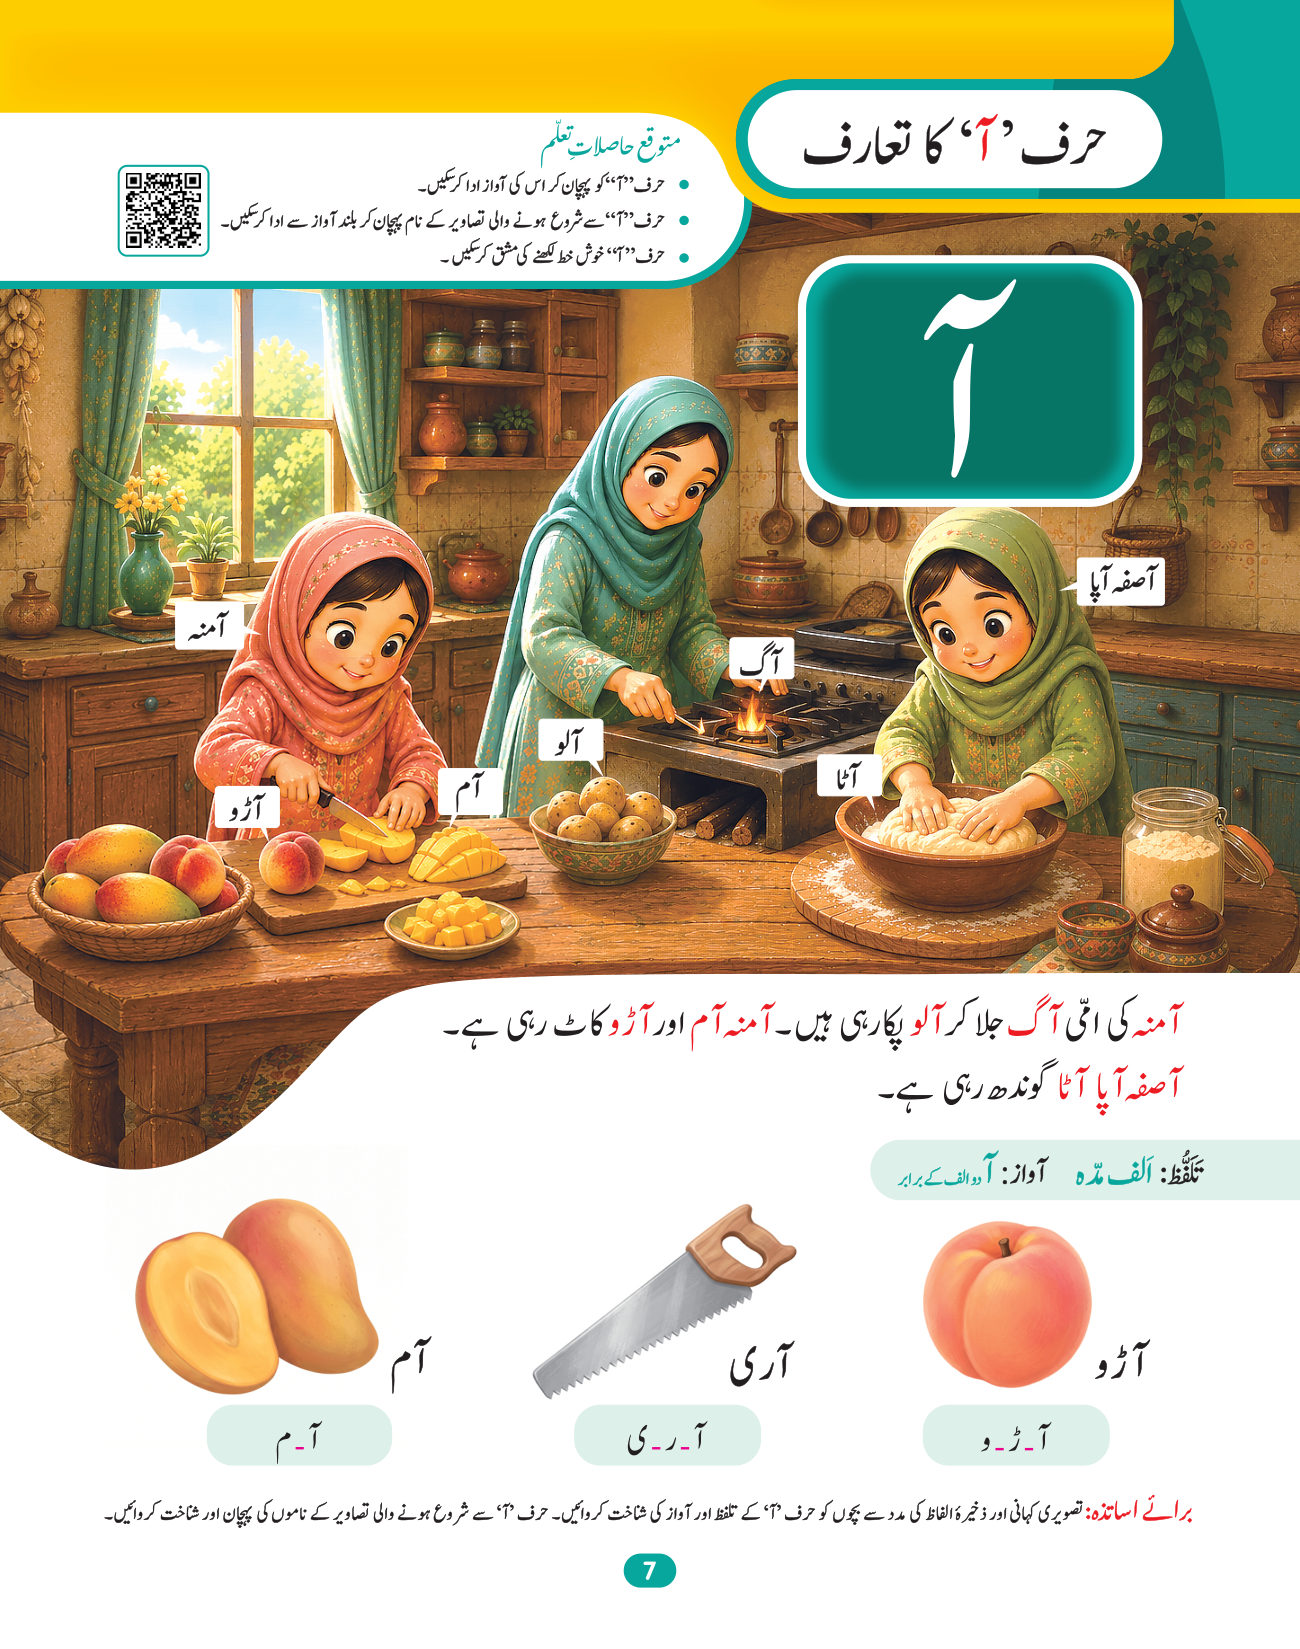 حرف ’آ‘ کا تعارف
متوقع حاصلاتِ تعلّم
● حرف ”آ“ کو پہچان کر اس کی آواز ادا کر سکیں۔
● حرف ”آ“ سے شروع ہونے والی تصاویر کے نام پہچان کر بلند آواز سے ادا کر سکیں۔
● حرف ”آ“ خوش خط لکھنے کی مشق کر سکیں۔
آ
آصفہ آپا
آمنہ
آگ
آلو
آٹا
آم
آڑو
آمنہ کی امّی آگ جلا کر آلو پکا رہی ہیں۔ آمنہ آم اور آڑو کاٹ رہی ہے۔
آصفہ آپا آٹا گوندھ رہی ہے۔
تَلَفُّظ: اَلف مدّہ آواز: آ دو الف کے برابر
آڑو
آری
آم
آ - ڑ - و
آ - ر - ی
آ - م
برائے اساتذہ: تصویری کہانی اور ذخیرۂ الفاظ کی مدد سے بچوں کو حرف ’آ‘ کے تلفظ اور آواز کی شناخت کروائیں۔ حرف ’آ‘ سے شروع ہونے والی تصاویر کے ناموں کی پہچان اور شناخت کروائیں۔
7